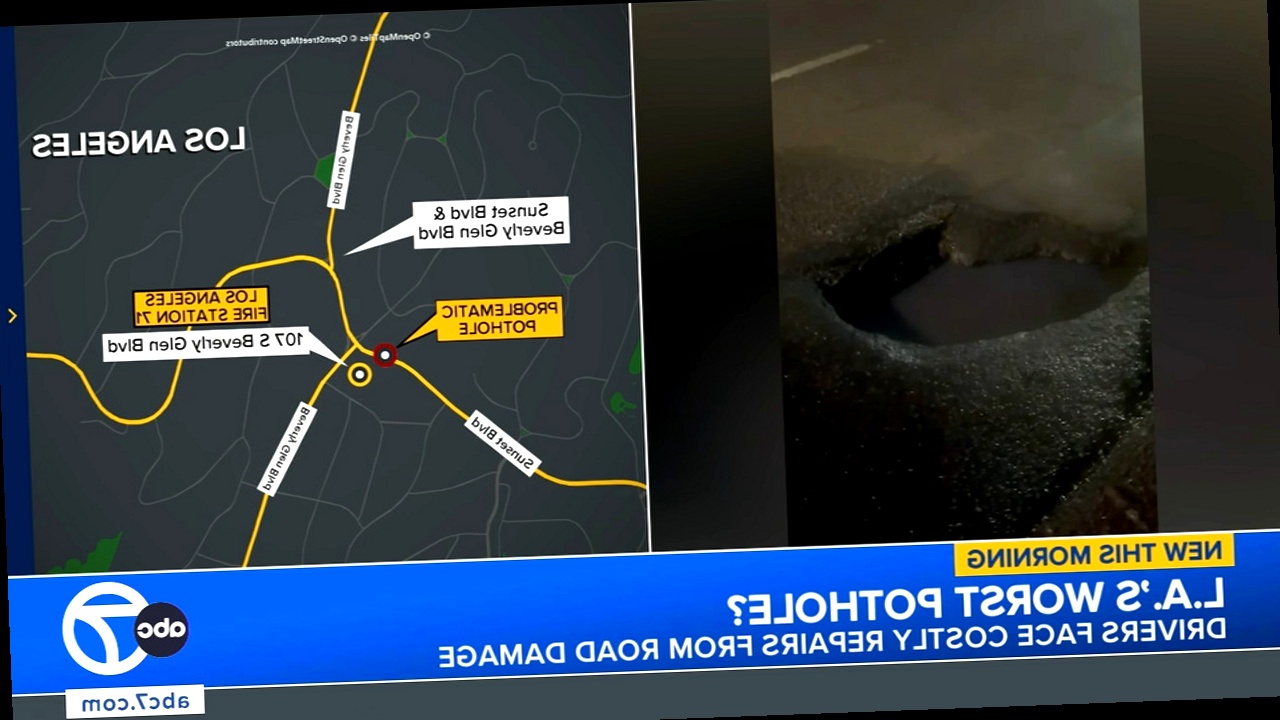 © OpenMapTiles © OpenStreetMap contributors
LOS ANGELES
Beverly Glen Blvd
Sunset Blvd &
Beverly Glen Blvd
LOS ANGELES
FIRE STATION 71
107 S Beverly Glen Blvd
PROBLEMATIC
POTHOLE
Beverly Glen Blvd
Sunset Blvd
NEW THIS MORNING
L.A.'S WORST POTHOLE?
DRIVERS FACE COSTLY REPAIRS FROM ROAD DAMAGE
7
abc
abc7.com